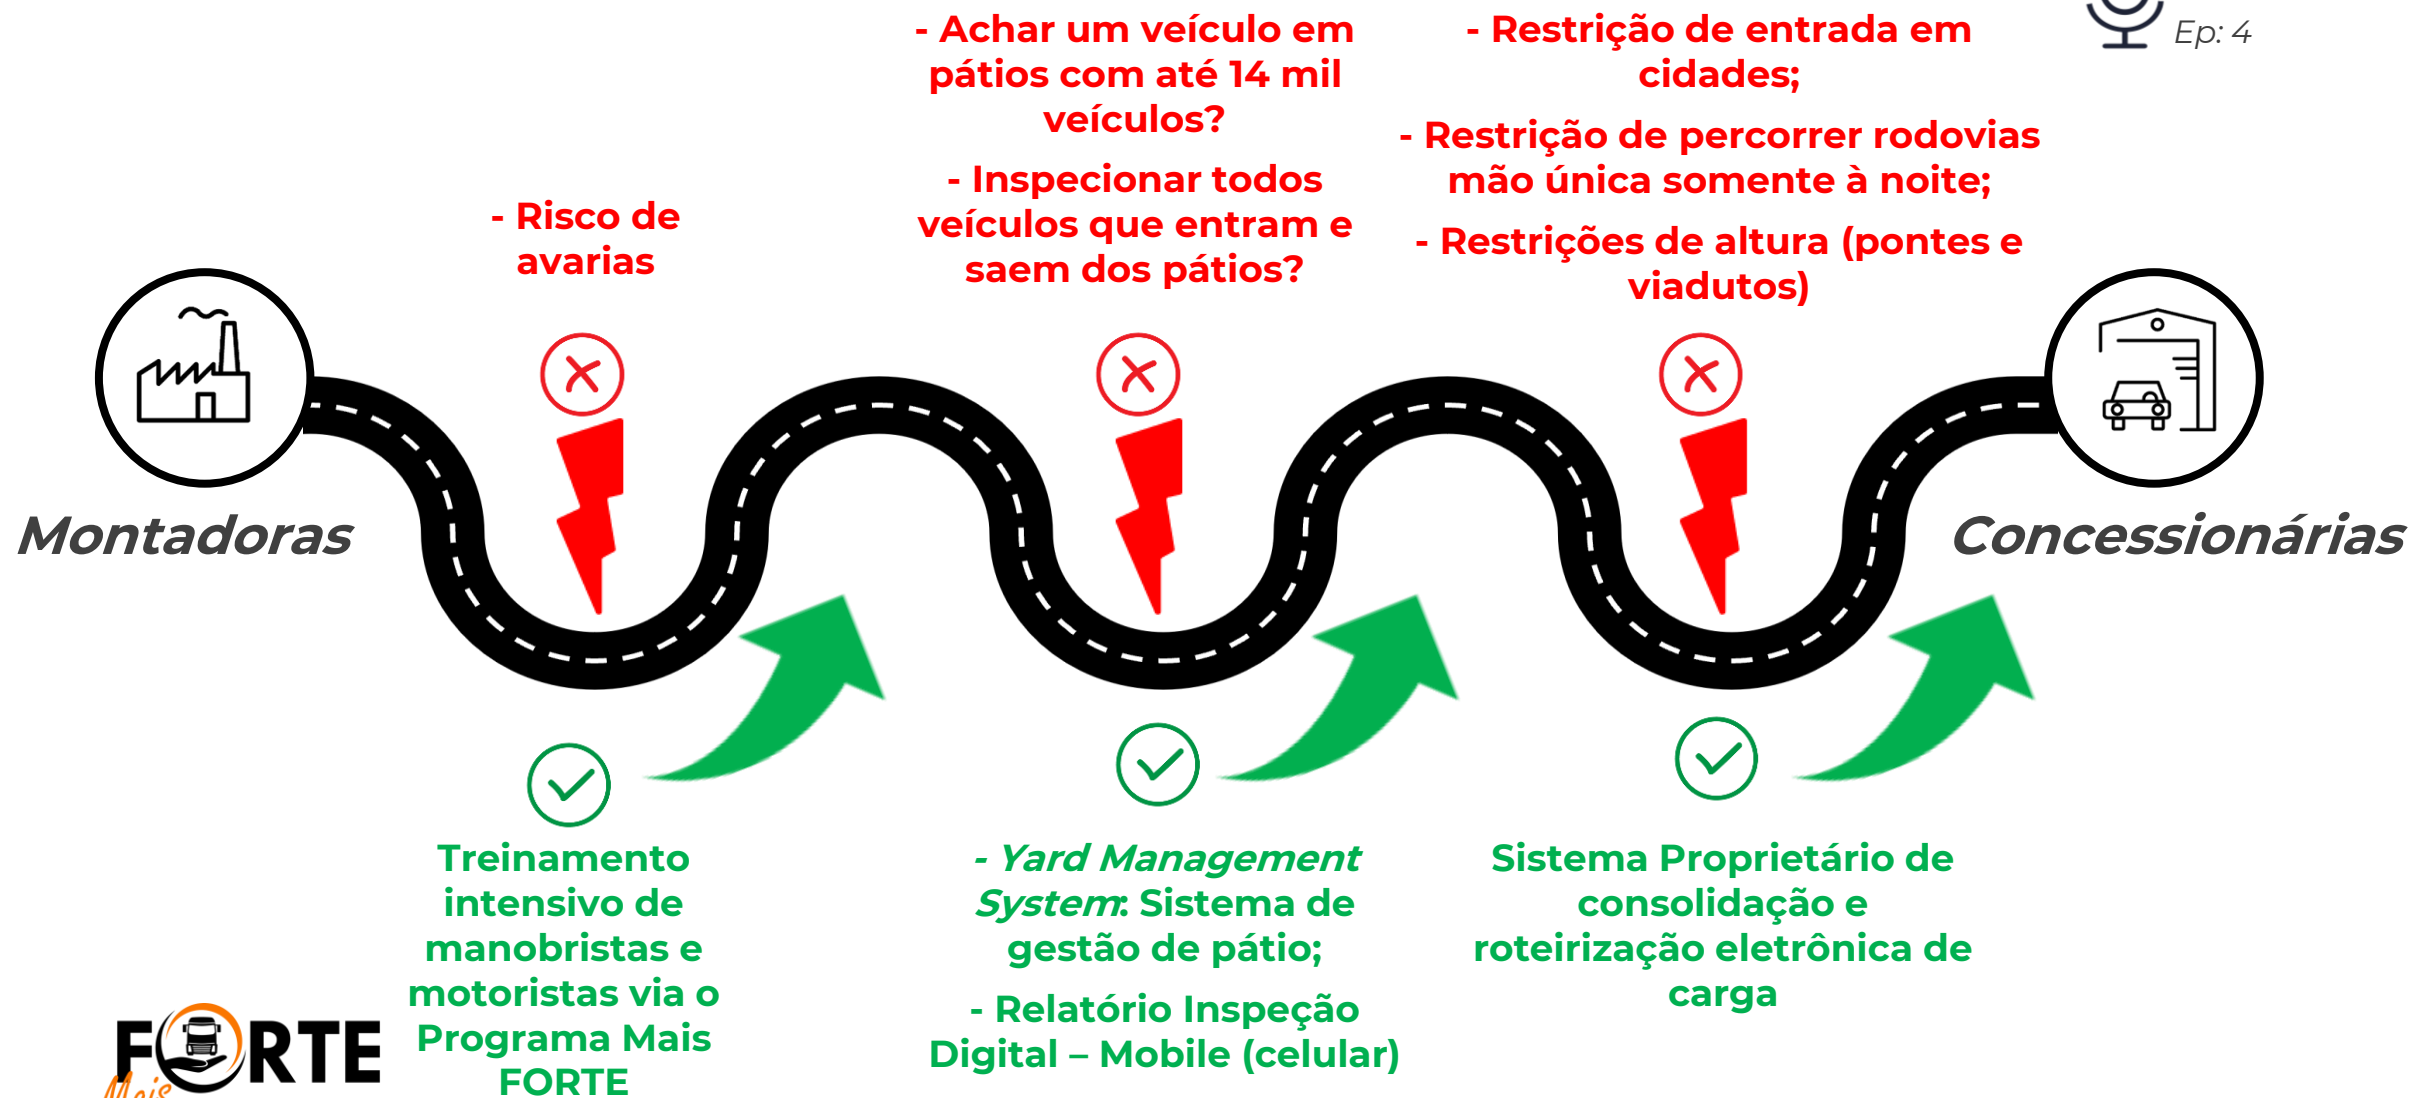 Ep: 4
- Risco de
avarias
- Achar um veículo em
pátios com até 14 mil
veículos?
- Inspecionar todos
veículos que entram e
saem dos pátios?
- Restrição de entrada em
cidades;
- Restrição de percorrer rodovias
mão única somente à noite;
- Restrições de altura (pontes e
viadutos)
Montadoras
Concessionárias
Treinamento
intensivo de
manobristas e
motoristas via o
Programa Mais
FORTE
- Yard Management
System: Sistema de
gestão de pátio;
- Relatório Inspeção
Digital – Mobile (celular)
Sistema Proprietário de
consolidação e
roteirização eletrônica de
carga
FORTE
Mais